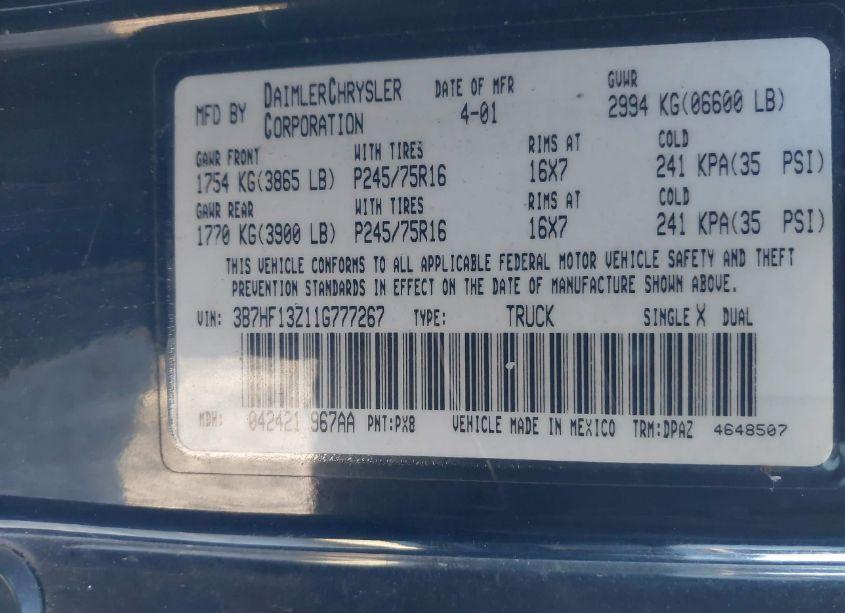 MFD BY DAIMLERCHRYSLER CORPORATION DATE OF MFR 4-01 GVWR 2994 KG(06600 LB)
GAWR FRONT WITH TIRES RIMS AT COLD
1754 KG(3865 LB) P245/75R16 16X7 241 KPA(35 PSI)
GAWR REAR WITH TIRES RIMS AT COLD
1770 KG(3900 LB) P245/75R16 16X7 241 KPA(35 PSI)
THIS VEHICLE CONFORMS TO ALL APPLICABLE FEDERAL MOTOR VEHICLE SAFETY AND THEFT
PREVENTION STANDARDS IN EFFECT ON THE DATE OF MANUFACTURE SHOWN ABOVE.
VIN: 3B7HF13Z11G777267 TYPE: TRUCK SINGLE X DUAL
MDH: 042421 967AA PNT:PX8 VEHICLE MADE IN MEXICO TRM:DPAZ 4648507